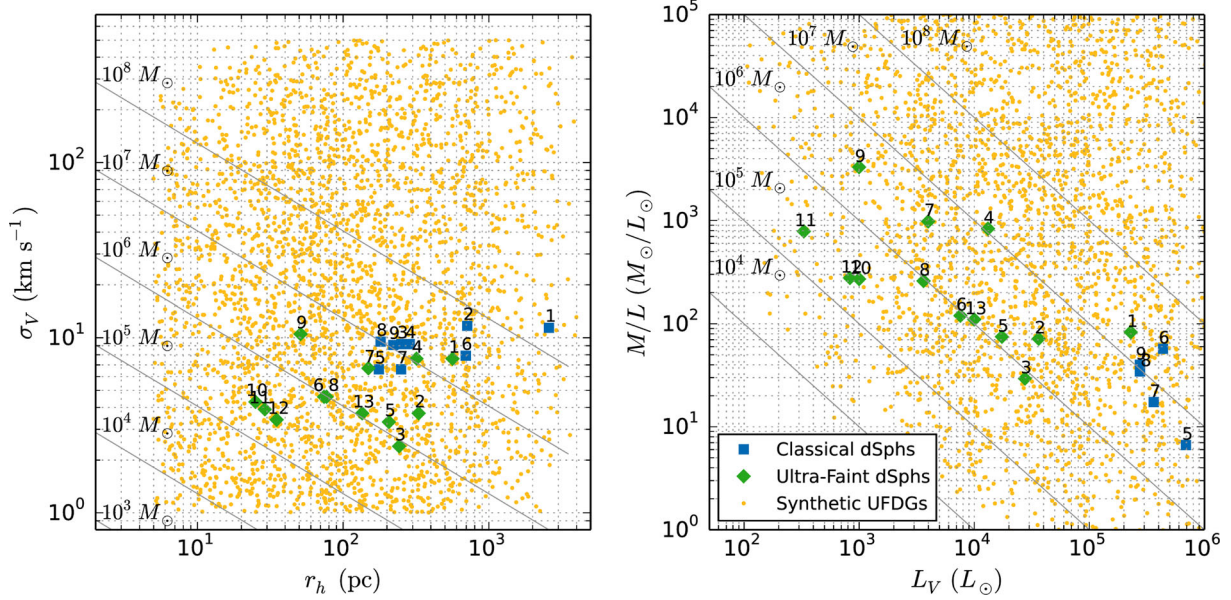 10^8 M_⊙
10^7 M_⊙
10^6 M_⊙
10^5 M_⊙
10^4 M_⊙
10^3 M_⊙
10^2
10^1
10^0
σ_V (km s^−1)
10^1 10^2 10^3
r_h (pc)
1
2
3
4
5
6
7
8
9
1
2
3
4
5
6
7
8
9
10
11
12
13
10^5
10^4
10^3
10^2
10^1
10^0
M/L (M_⊙/L_⊙)
10^7 M_⊙
10^8 M_⊙
10^6 M_⊙
10^5 M_⊙
10^4 M_⊙
9
7
4
11
12
10
8
6
13
5
2
3
1
6
9
8
7
5
Classical dSphs
Ultra-Faint dSphs
Synthetic UFDGs
10^2 10^3 10^4 10^5 10^6
L_V (L_⊙)